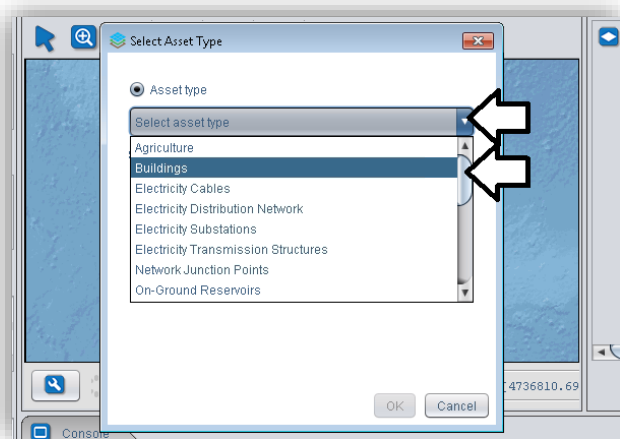 Select Asset Type
Asset type
Select asset type
Agriculture
Buildings
Electricity Cables
Electricity Distribution Network
Electricity Substations
Electricity Transmission Structures
Network Junction Points
On-Ground Reservoirs
[4736810.69
OK
Cancel
Console